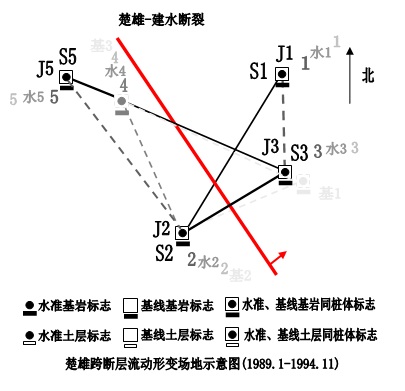 楚雄-建水断裂
基3
4
水4
4
J5 S5
5 水5 5
J1
S1 1 水1 1
北
J3
S3 3 水3 3
基1
J2
S2
2 水2 2
基2
水准基岩标志 基线基岩标志 水准、基线基岩同桩体标志
水准土层标志 基线土层标志 水准、基线土层同桩体标志
楚雄跨断层流动形变场地示意图(1989.1-1994.11)